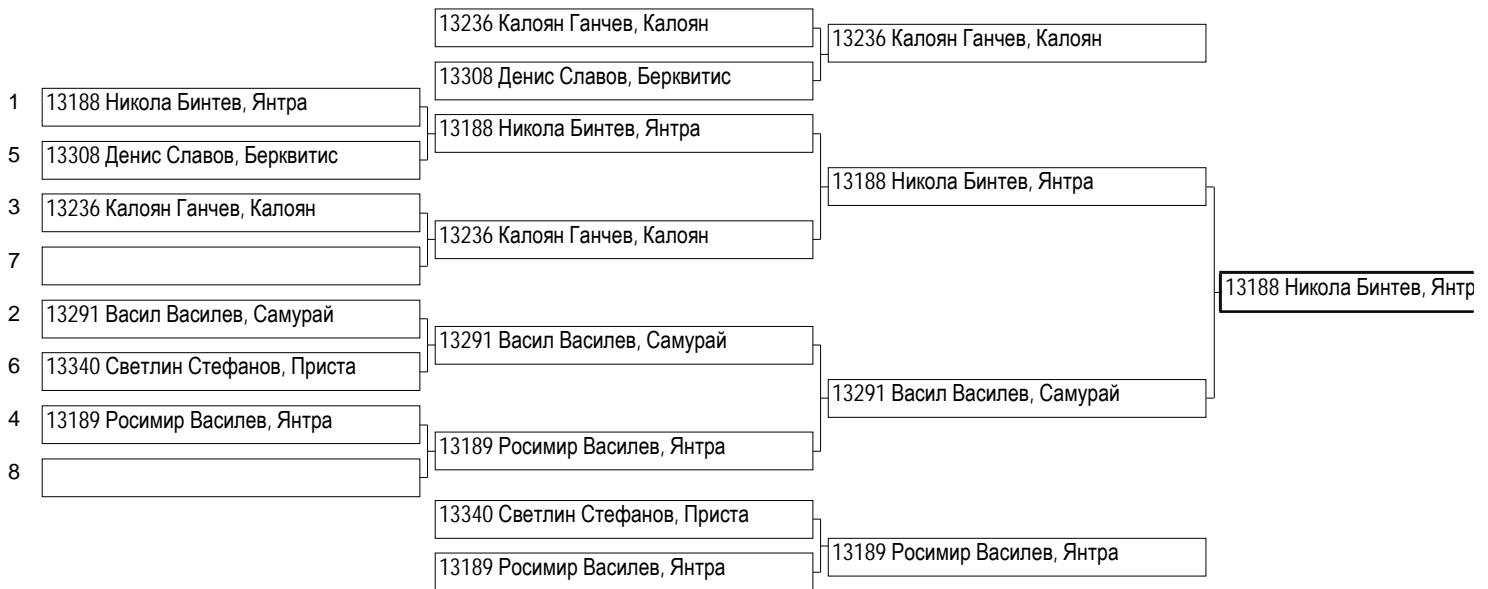 13236 Калоян Ганчев, Калоян
13236 Калоян Ганчев, Калоян
13308 Денис Славов, Берквитис
1 13188 Никола Бинтев, Янтра
13188 Никола Бинтев, Янтра
5 13308 Денис Славов, Берквитис
13188 Никола Бинтев, Янтра
3 13236 Калоян Ганчев, Калоян
13236 Калоян Ганчев, Калоян
7
13188 Никола Бинтев, Янтр
2 13291 Васил Василев, Самурай
13291 Васил Василев, Самурай
6 13340 Светлин Стефанов, Приста
13291 Васил Василев, Самурай
4 13189 Росимир Василев, Янтра
13189 Росимир Василев, Янтра
8
13340 Светлин Стефанов, Приста
13189 Росимир Василев, Янтра
13189 Росимир Василев, Янтра